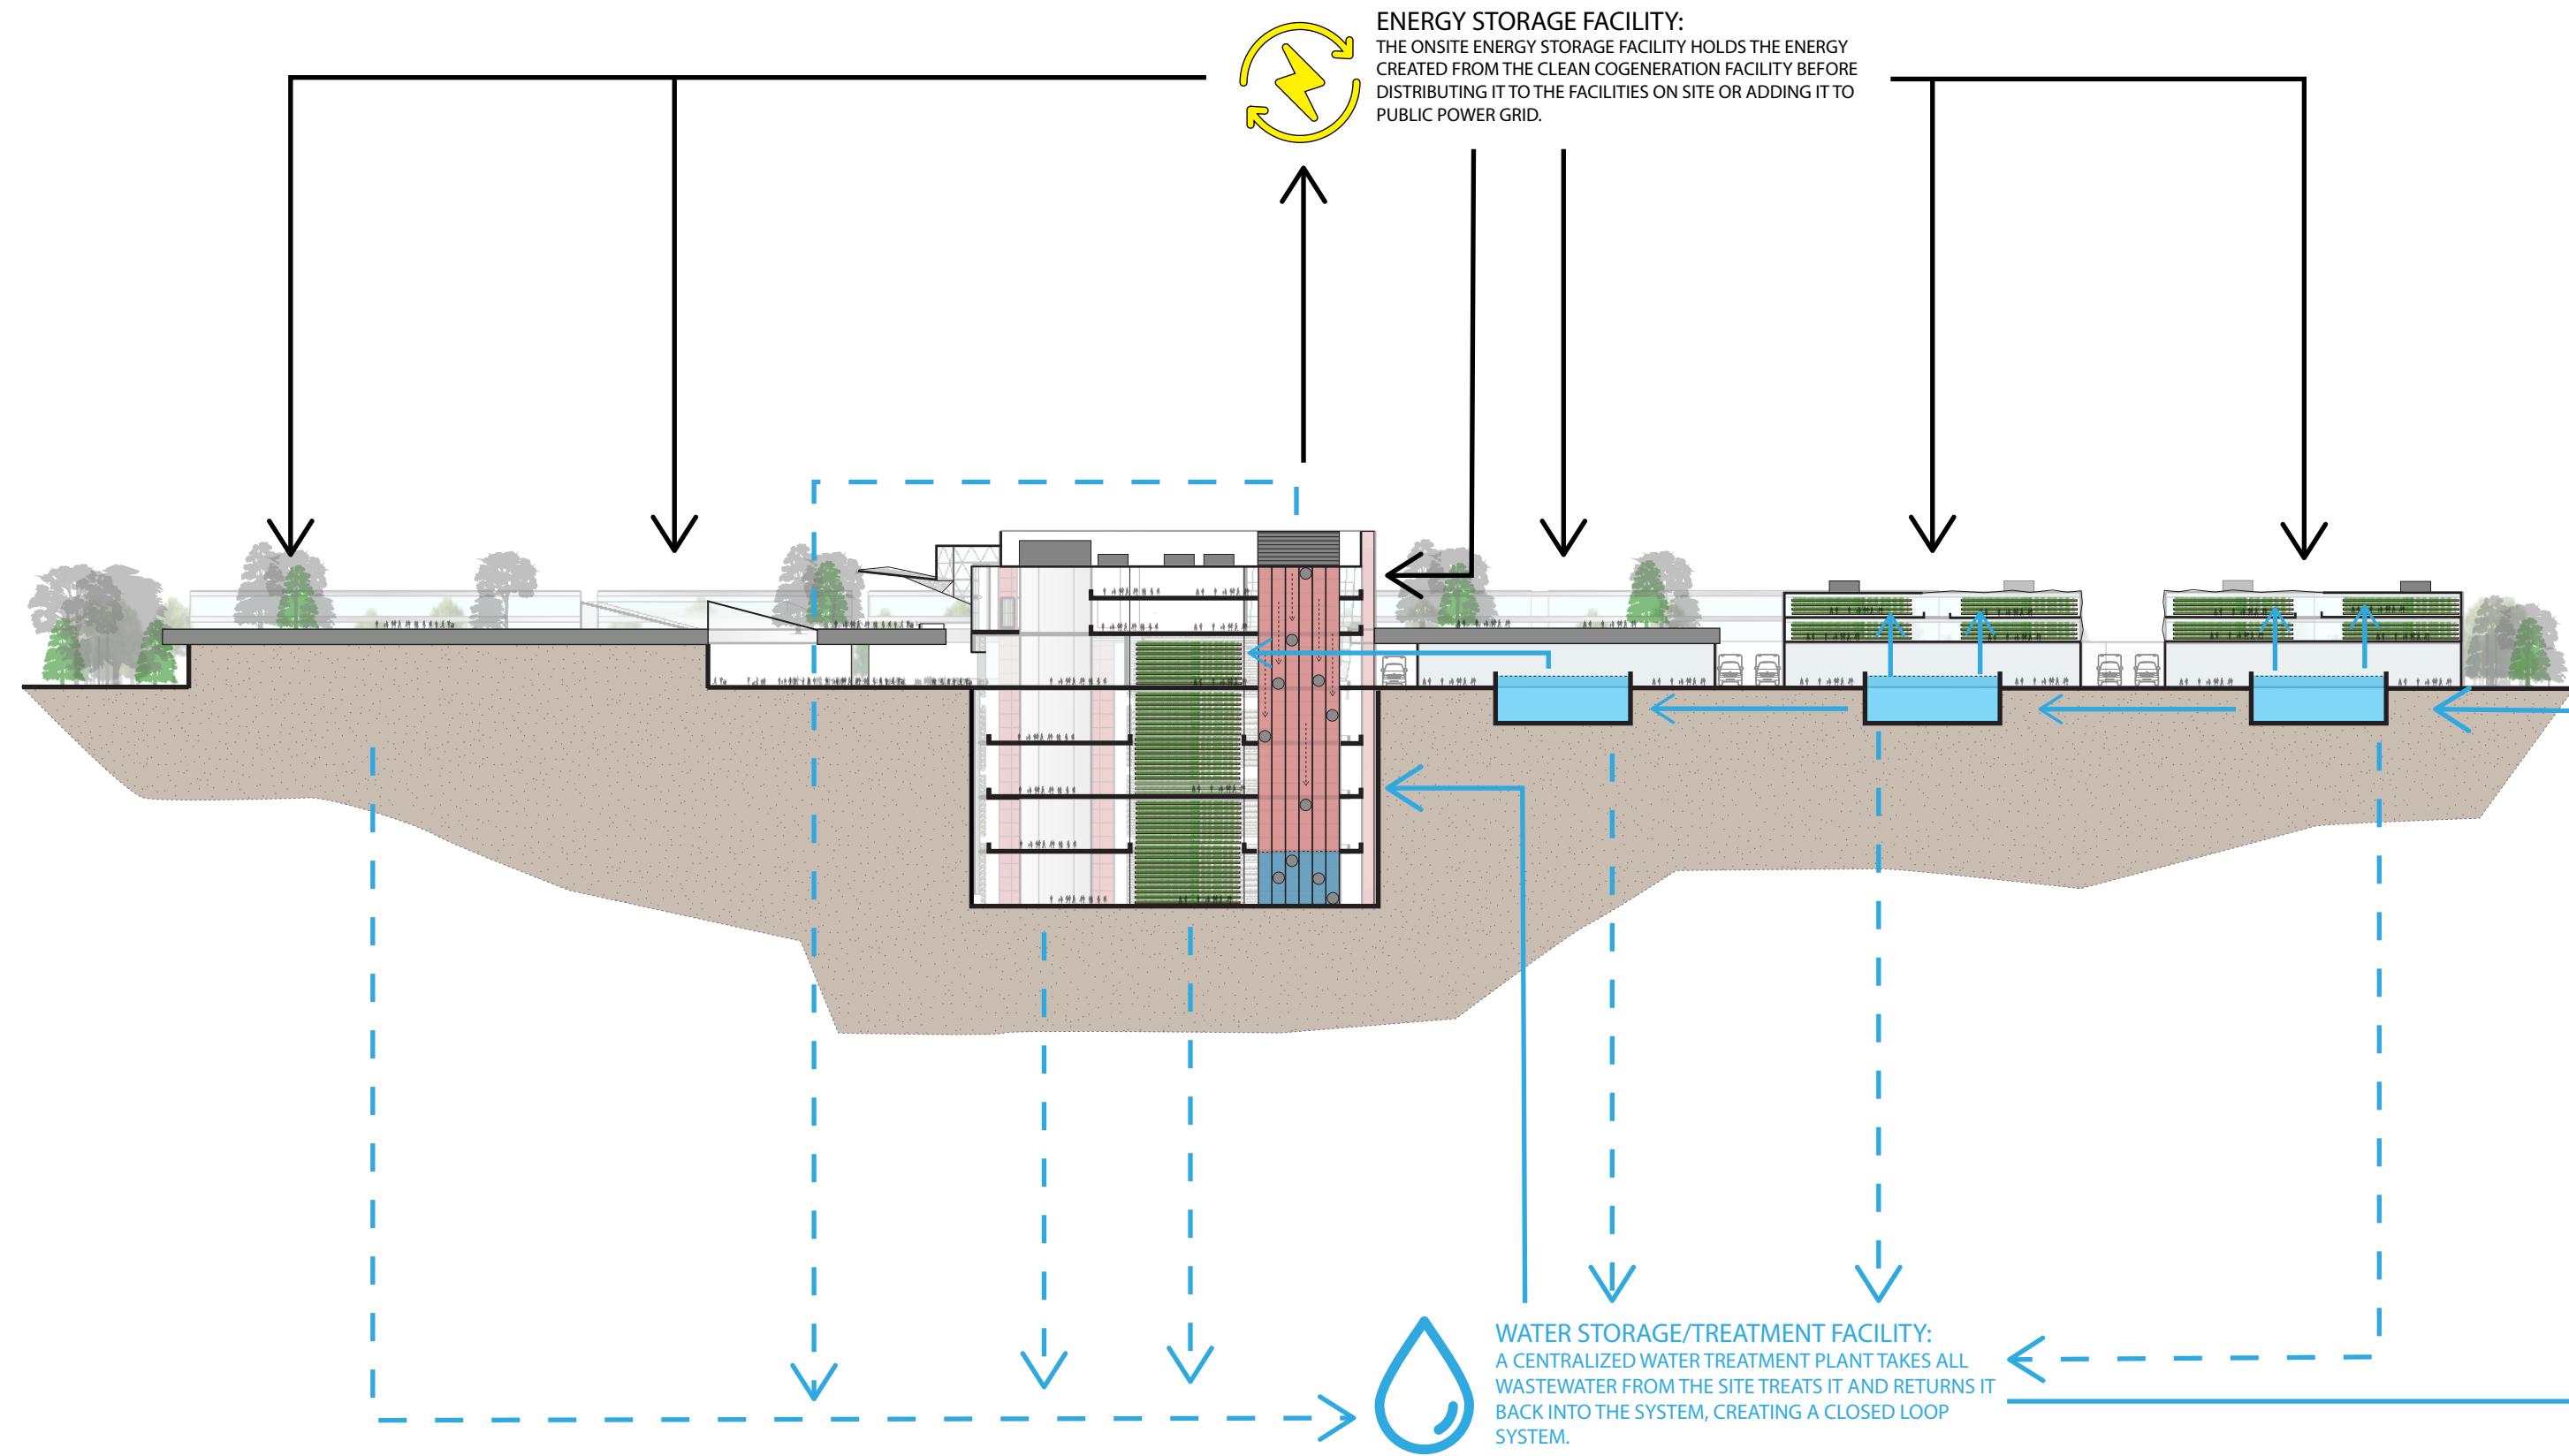 ENERGY STORAGE FACILITY:
THE ONSITE ENERGY STORAGE FACILITY HOLDS THE ENERGY
CREATED FROM THE CLEAN COGENERATION FACILITY BEFORE
DISTRIBUTING IT TO THE FACILITIES ON SITE OR ADDING IT TO
PUBLIC POWER GRID.
WATER STORAGE/TREATMENT FACILITY:
A CENTRALIZED WATER TREATMENT PLANT TAKES ALL
WASTEWATER FROM THE SITE TREATS IT AND RETURNS IT
BACK INTO THE SYSTEM, CREATING A CLOSED LOOP
SYSTEM.